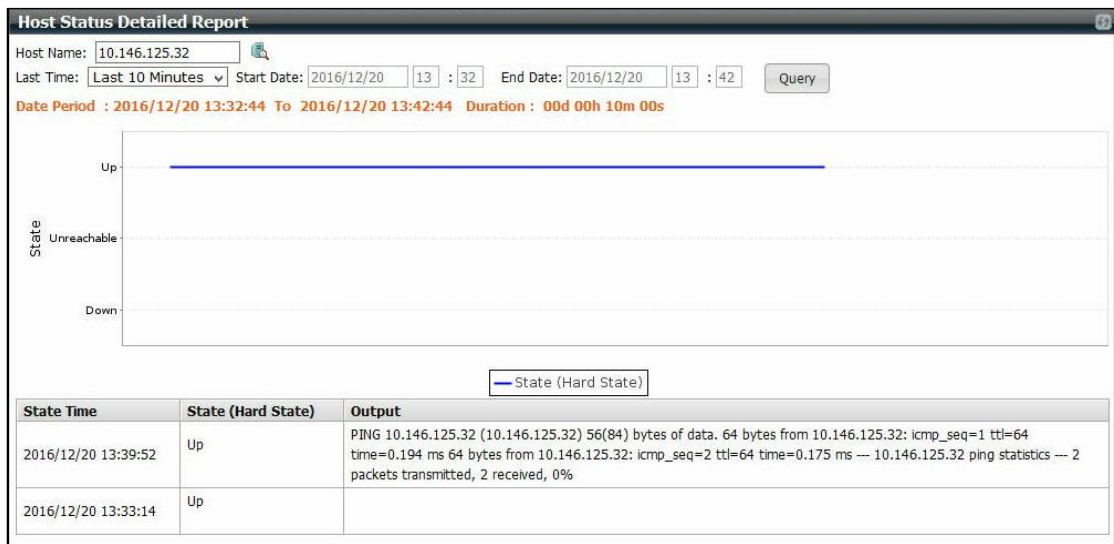 Host Status Detailed Report
Host Name: 10.146.125.32
Last Time: Last 10 Minutes Start Date: 2016/12/20 13 : 32 End Date: 2016/12/20 13 : 42 Query
Date Period : 2016/12/20 13:32:44 To 2016/12/20 13:42:44 Duration : 00d 00h 10m 00s
Up
State
Unreachable
Down
State (Hard State)
State Time State (Hard State) Output
2016/12/20 13:39:52 Up PING 10.146.125.32 (10.146.125.32) 56(84) bytes of data. 64 bytes from 10.146.125.32: icmp_seq=1 ttl=64
time=0.194 ms 64 bytes from 10.146.125.32: icmp_seq=2 ttl=64 time=0.175 ms --- 10.146.125.32 ping statistics --- 2
packets transmitted, 2 received, 0%
2016/12/20 13:33:14 Up